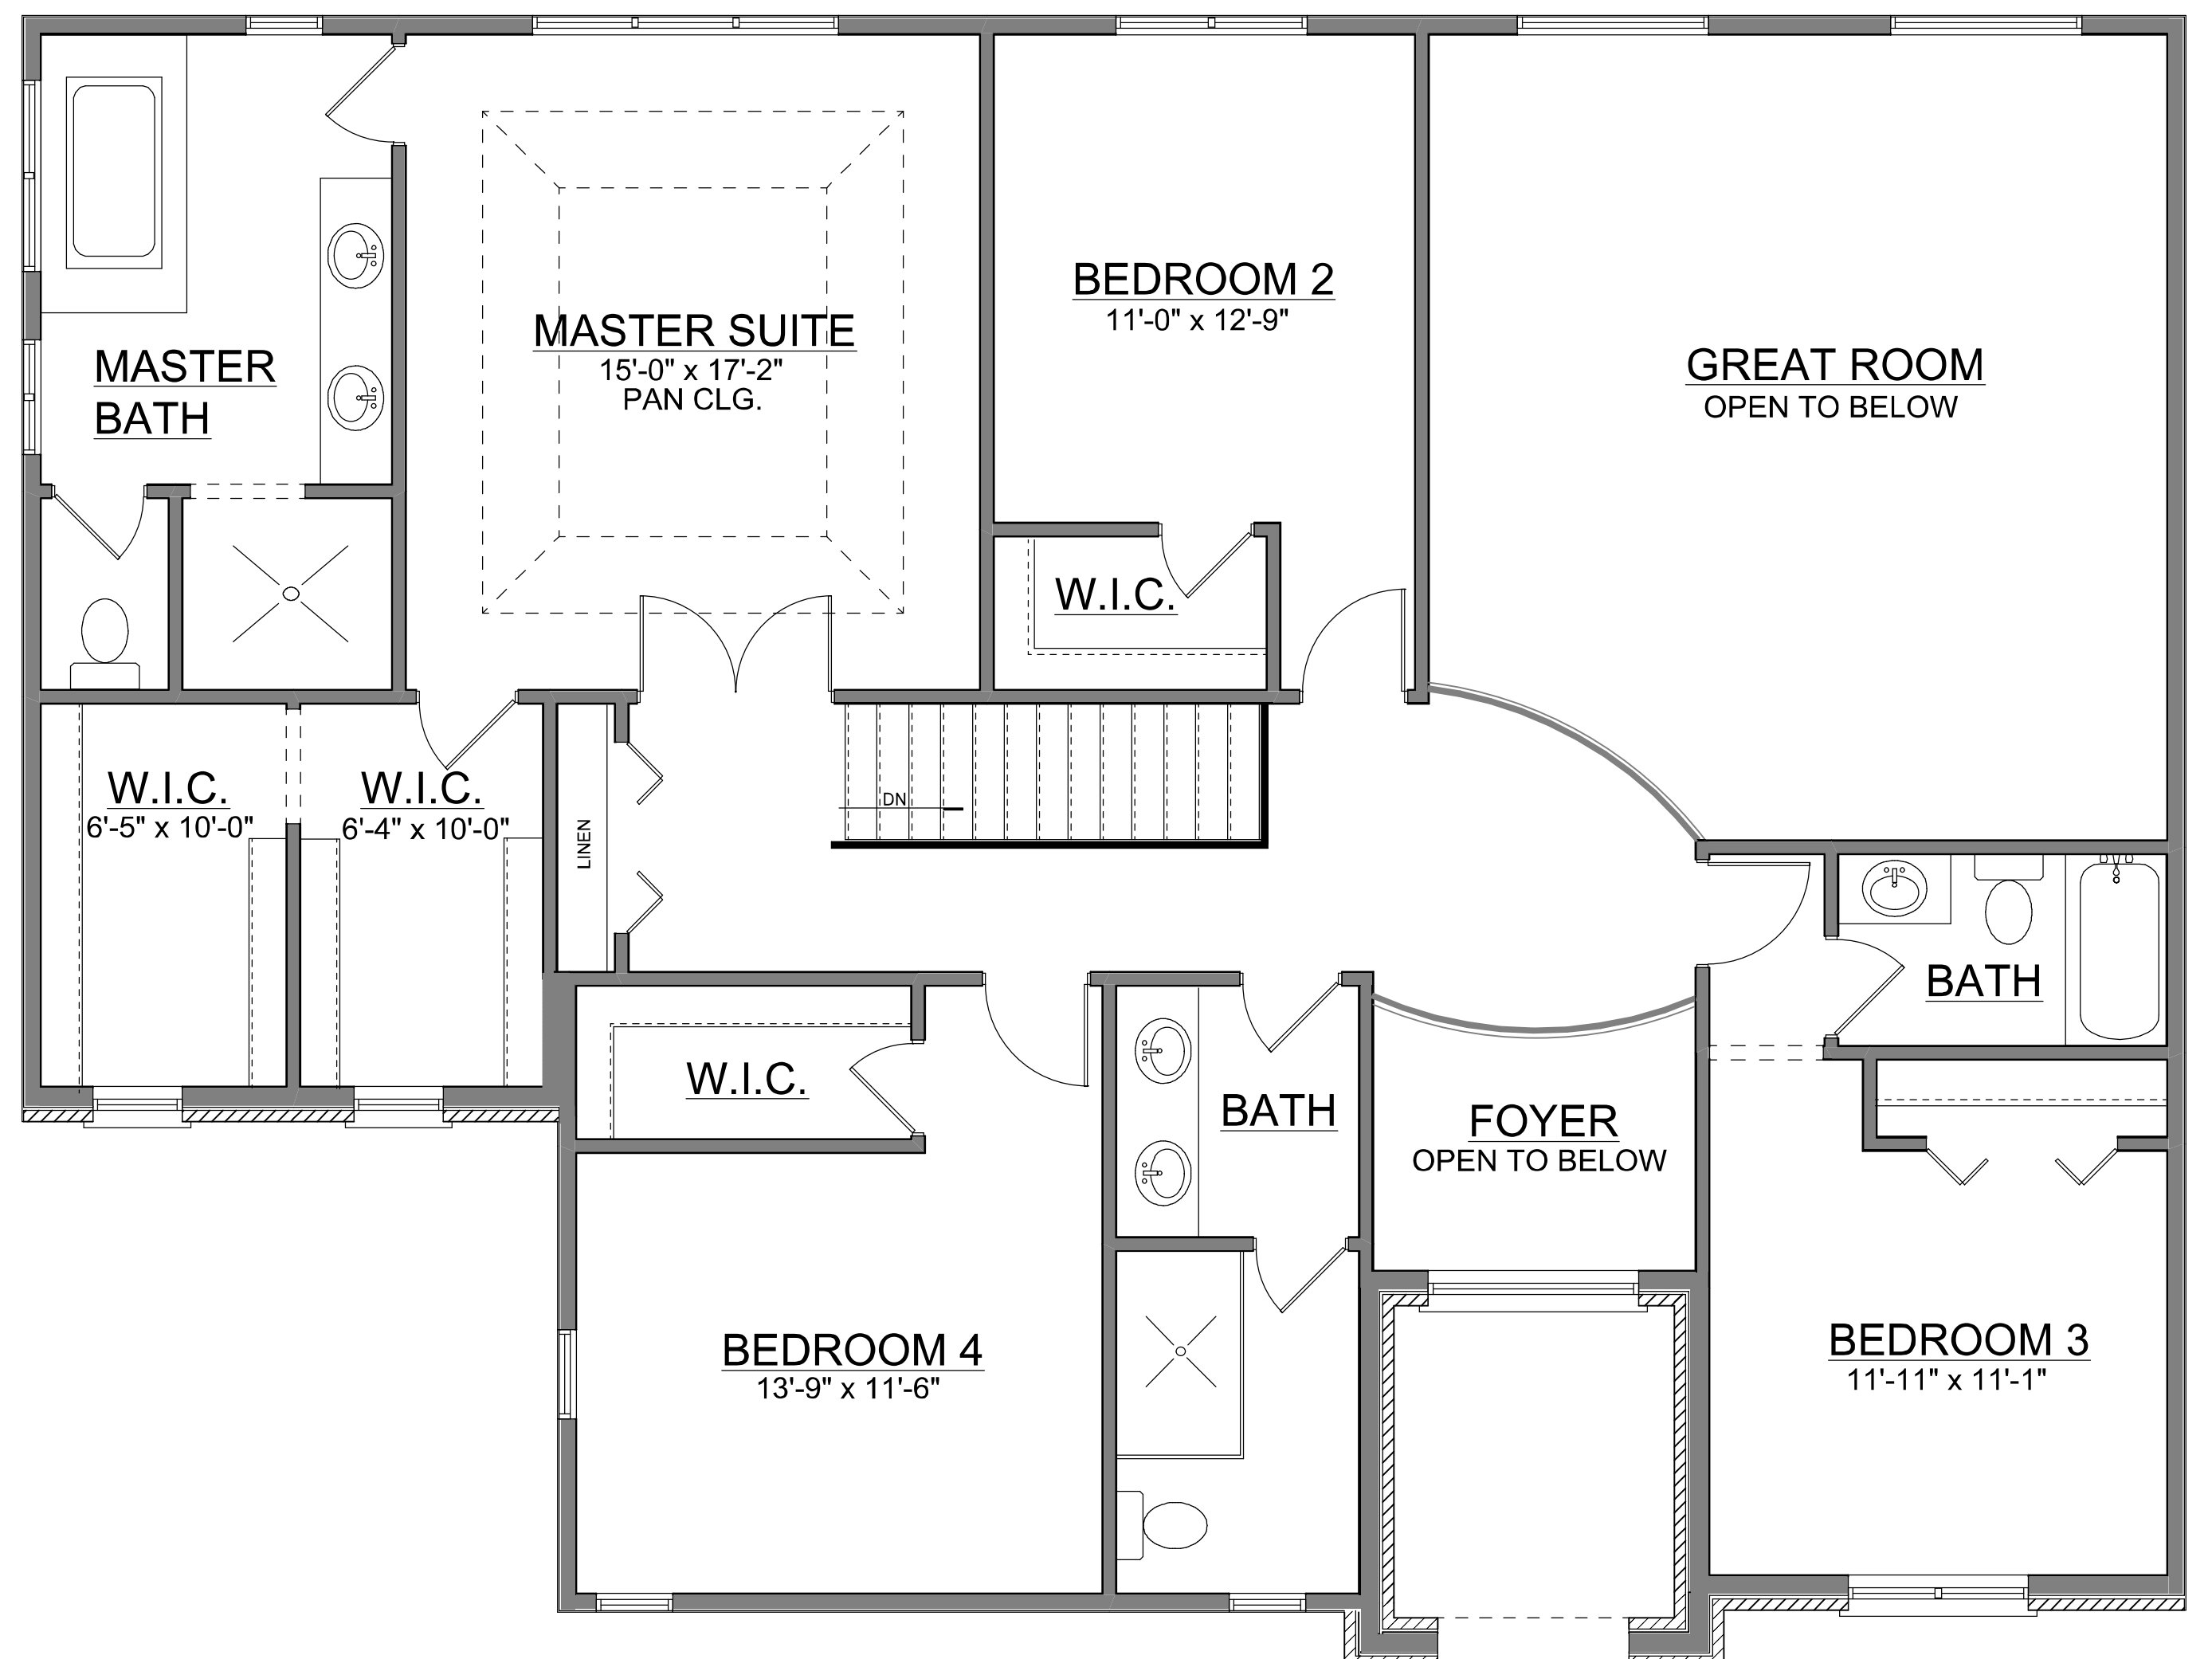 MASTER
BATH
MASTER SUITE
15'-0" x 17'-2"
PAN CLG.
BEDROOM 2
11'-0" x 12'-9"
GREAT ROOM
OPEN TO BELOW
W.I.C.
W.I.C.
6'-5" x 10'-0"
W.I.C.
6'-4" x 10'-0"
LINEN
DN
BATH
W.I.C.
BATH
FOYER
OPEN TO BELOW
BEDROOM 4
13'-9" x 11'-6"
BEDROOM 3
11'-11" x 11'-1"